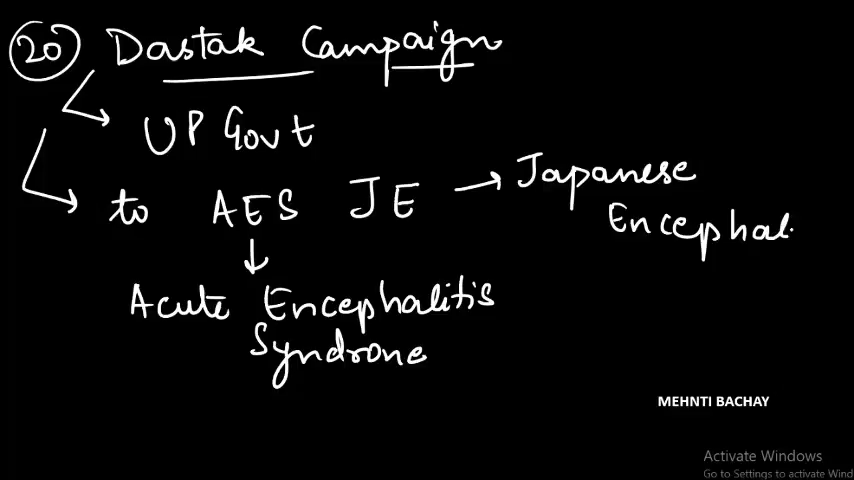 20 Dastak Campaign
UP Govt
to AES JE → Japanese
Encephal
↓
Acute Encephalitis
Syndrone
MEHNTI BACHAY
Activate Windows
Go to Settings to activate Wind